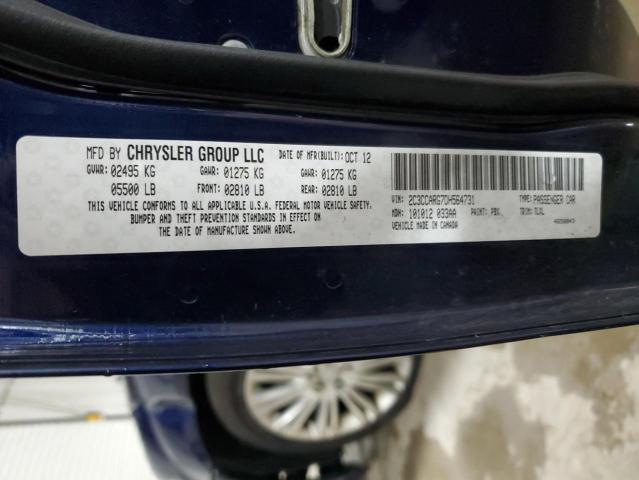 MFD BY CHRYSLER GROUP LLC DATE OF MFR(BUILT): OCT 12
GVWR: 02495 KG GAWR: 01275 KG GAWR: 01275 KG
05500 LB FRONT: 02810 LB REAR: 02810 LB
THIS VEHICLE CONFORMS TO ALL APPLICABLE U.S.A. FEDERAL MOTOR VEHICLE SAFETY,
BUMPER AND THEFT PREVENTION STANDARDS IN EFFECT ON
THE DATE OF MANUFACTURE SHOWN ABOVE.
VIN: 2C3CCARG7DH564731 TYPE: PASSENGER CAR
MDH: 101012 033AA PAINT: PBX TRIM: TLXL
VEHICLE MADE IN CANADA